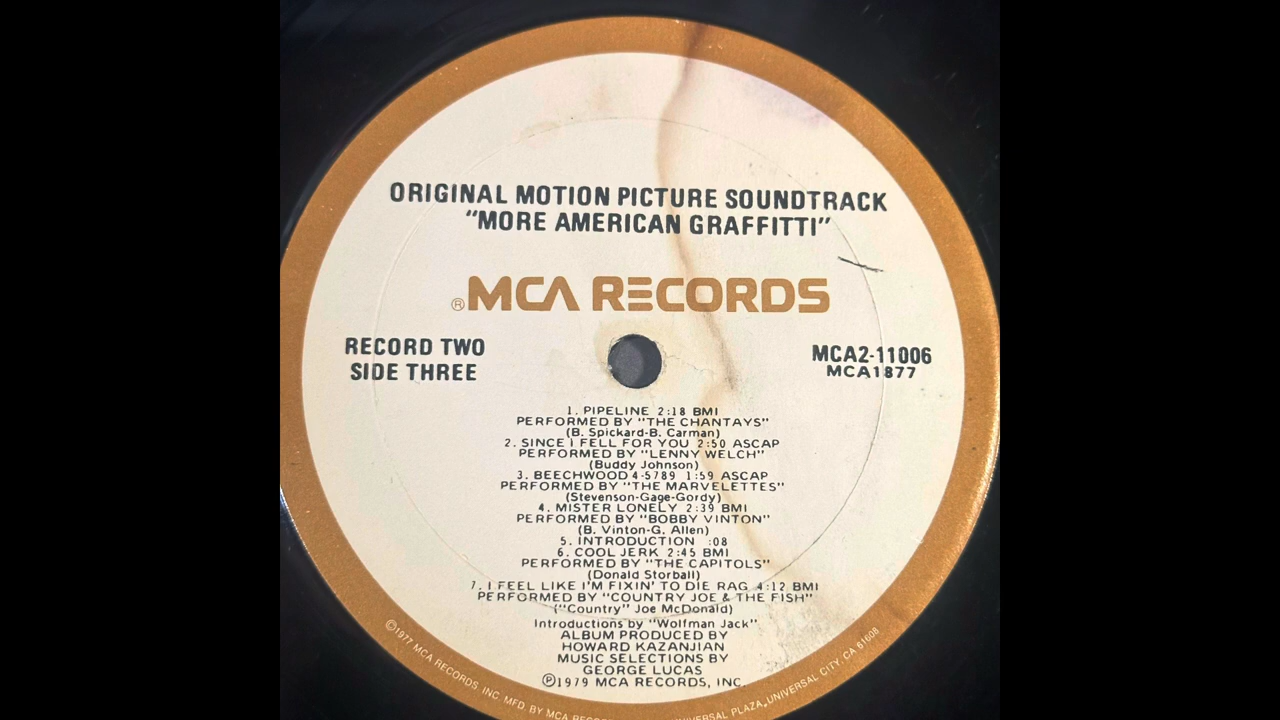 ORIGINAL MOTION PICTURE SOUNDTRACK
"MORE AMERICAN GRAFFITTI"
®MCA RECORDS
RECORD TWO
SIDE THREE
MCA2-11006
MCA1877
1. PIPELINE 2:18 BMI
PERFORMED BY "THE CHANTAYS"
(B. Spickard-B. Carman)
2. SINCE I FELL FOR YOU 2:50 ASCAP
PERFORMED BY "LENNY WELCH"
(Buddy Johnson)
3. BEECHWOOD 4-5789 1:59 ASCAP
PERFORMED BY "THE MARVELETTES"
(Stevenson-Gage-Gordy)
4. MISTER LONELY 2:39 BMI
PERFORMED BY "BOBBY VINTON"
(B. Vinton-G. Allen)
5. INTRODUCTION :08
6. COOL JERK 2:45 BMI
PERFORMED BY "THE CAPITOLS"
(Donald Storball)
7. I FEEL LIKE I'M FIXIN' TO DIE RAG 4:12 BMI
PERFORMED BY "COUNTRY JOE & THE FISH"
("Country" Joe McDonald)
Introductions by "Wolfman Jack"
ALBUM PRODUCED BY
HOWARD KAZANJIAN
MUSIC SELECTIONS BY
GEORGE LUCAS
℗1979 MCA RECORDS, INC.
©1977 MCA RECORDS, INC. MFD. BY MCA RECORDS UNIVERSAL PLAZA, UNIVERSAL CITY, CA 61608